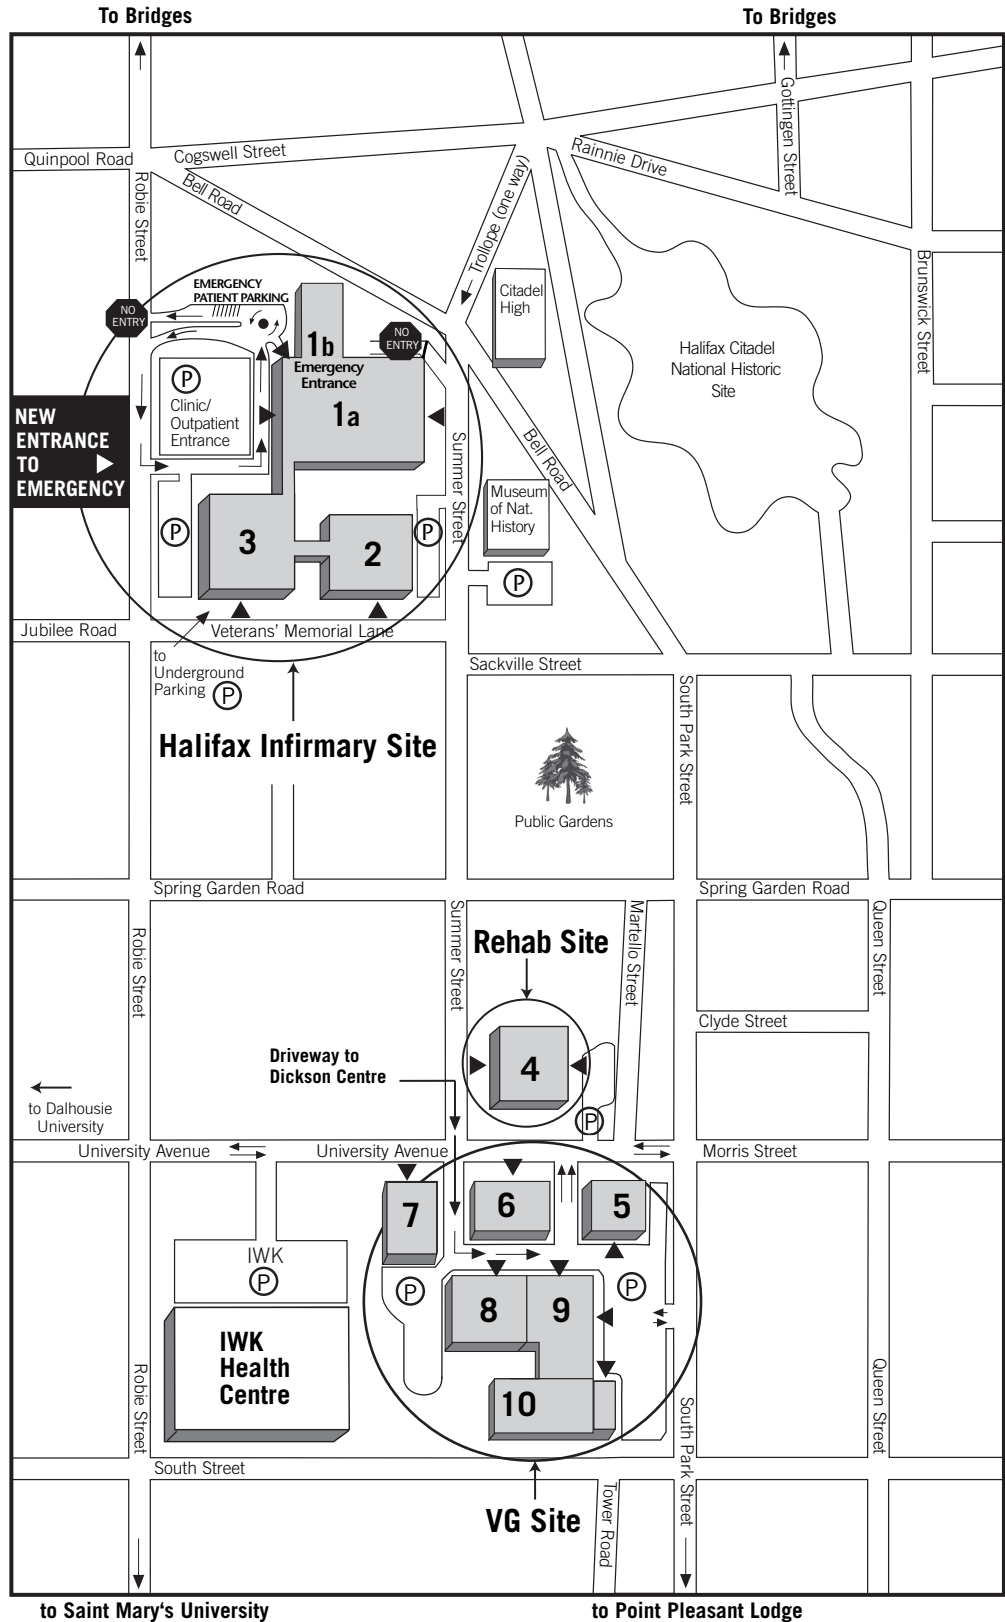 To Bridges
To Bridges
Gottingen Street
Quinpool Road
Cogswell Street
Rainnie Drive
Bell Road
Robie Street
Trollope (one way)
Brunswick Street
EMERGENCY
PATIENT PARKING
NO
ENTRY
NO
ENTRY
Citadel
High
1b
Emergency
Entrance
1a
Halifax Citadel
National Historic
Site
P
Clinic/
Outpatient
Entrance
NEW
ENTRANCE
TO
EMERGENCY
Summer Street
Bell Road
Museum
of Nat.
History
P
3
2
P
P
Jubilee Road
Veterans' Memorial Lane
to
Underground
Parking P
Sackville Street
South Park Street
Halifax Infirmary Site
Public Gardens
Spring Garden Road
Spring Garden Road
Robie Street
Summer Street
Rehab Site
Martello Street
Queen Street
Clyde Street
Driveway to
Dickson Centre
4
to Dalhousie
University
P
University Avenue
University Avenue
Morris Street
7
6
5
IWK
P
P
P
8
9
IWK
Health
Centre
10
Robie Street
South Park Street
Queen Street
South Street
VG Site
Tower Road
to Saint Mary's University
to Point Pleasant Lodge